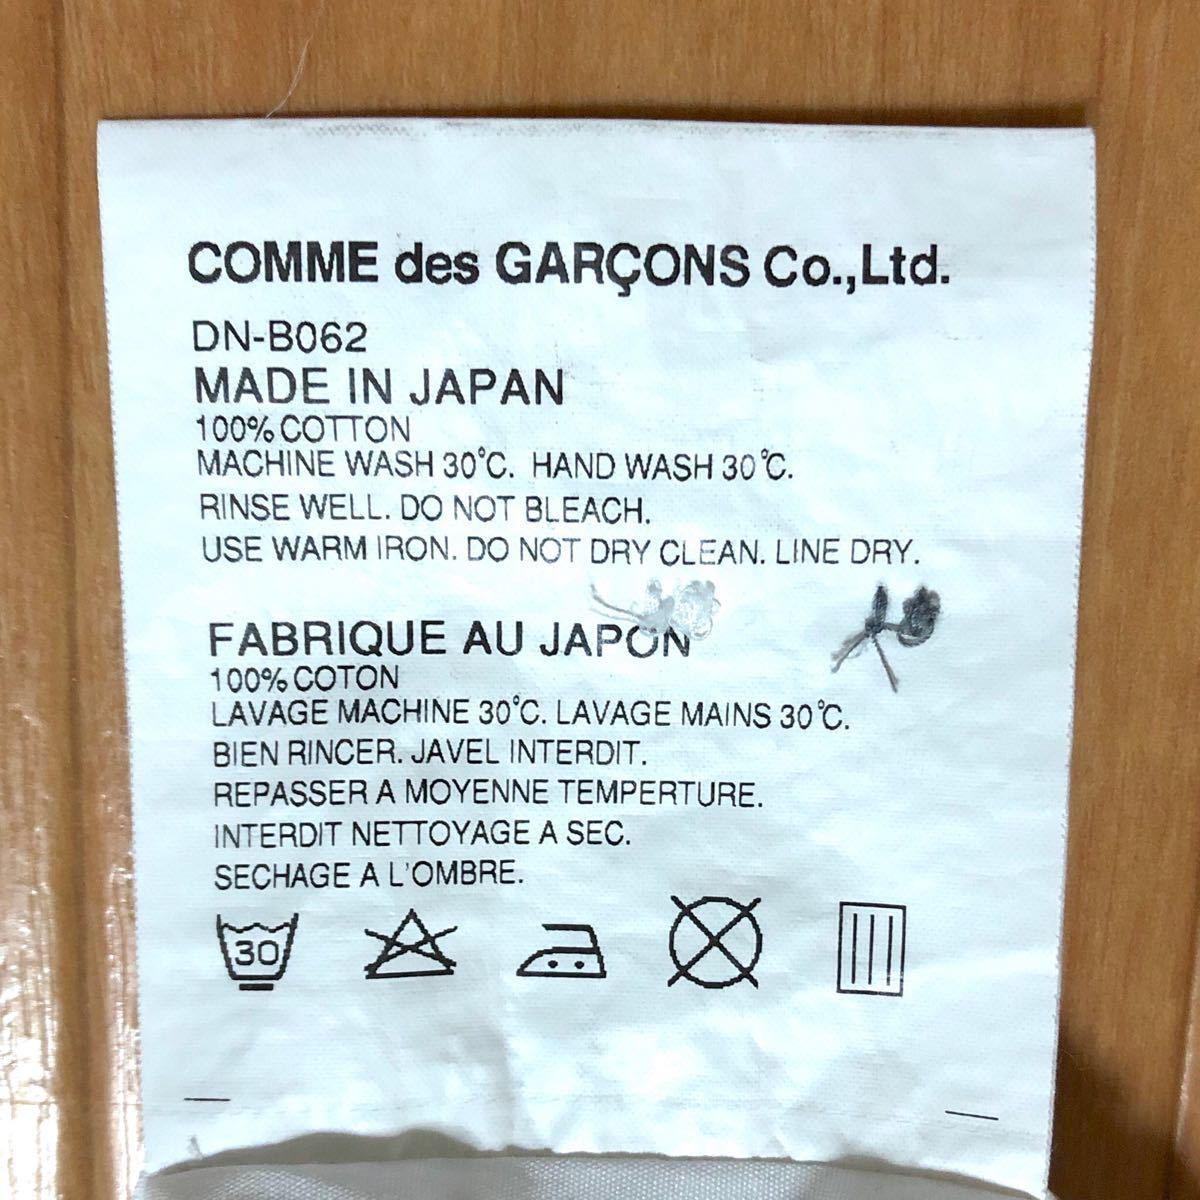 COMME des GARÇONS Co.,Ltd.
DN-B062
MADE IN JAPAN
100% COTTON
MACHINE WASH 30°C. HAND WASH 30°C.
RINSE WELL. DO NOT BLEACH.
USE WARM IRON. DO NOT DRY CLEAN. LINE DRY.
FABRIQUE AU JAPON
100% COTON
LAVAGE MACHINE 30°C. LAVAGE MAINS 30°C.
BIEN RINCER. JAVEL INTERDIT.
REPASSER A MOYENNE TEMPERTURE.
INTERDIT NETTOYAGE A SEC.
SECHAGE A L'OMBRE.
30